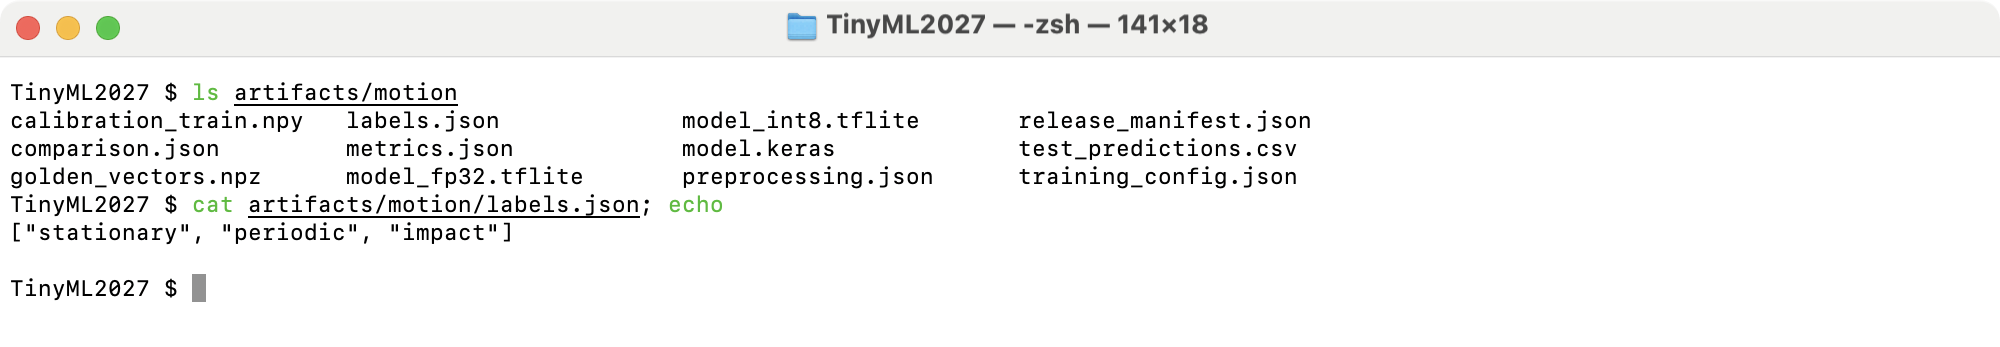 TinyML2027 — -zsh — 141×18
TinyML2027 $ ls artifacts/motion
calibration_train.npy   labels.json             model_int8.tflite       release_manifest.json
comparison.json         metrics.json            model.keras             test_predictions.csv
golden_vectors.npz      model_fp32.tflite       preprocessing.json      training_config.json
TinyML2027 $ cat artifacts/motion/labels.json; echo
["stationary", "periodic", "impact"]
TinyML2027 $